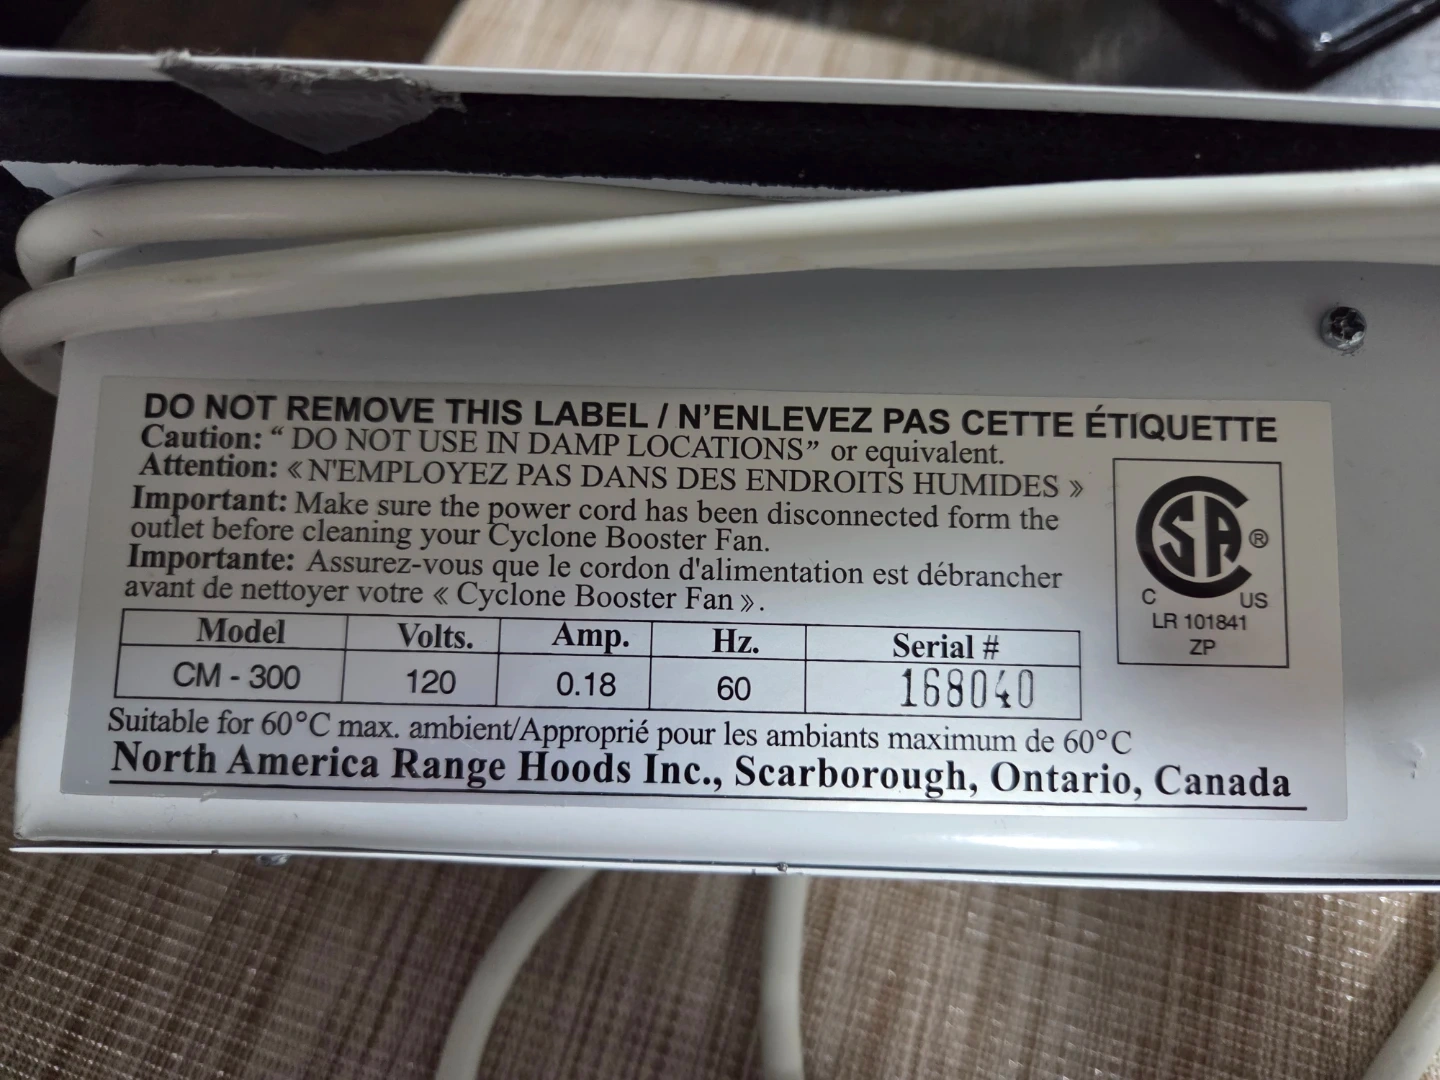 DO NOT REMOVE THIS LABEL / N'ENLEVEZ PAS CETTE ÉTIQUETTE
Caution: “ DO NOT USE IN DAMP LOCATIONS” or equivalent.
Attention: « N'EMPLOYEZ PAS DANS DES ENDROITS HUMIDES »
Important: Make sure the power cord has been disconnected form the
outlet before cleaning your Cyclone Booster Fan.
Importante: Assurez-vous que le cordon d'alimentation est débrancher
avant de nettoyer votre « Cyclone Booster Fan ».
Model Volts. Amp. Hz. Serial #
CM - 300 120 0.18 60 168040
Suitable for 60°C max. ambient/Approprié pour les ambiants maximum de 60°C
North America Range Hoods Inc., Scarborough, Ontario, Canada
CSA ®
C US
LR 101841
ZP